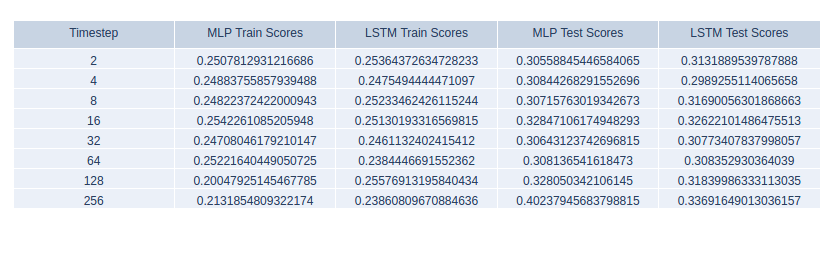 Timestep MLP Train Scores LSTM Train Scores MLP Test Scores LSTM Test Scores
2 0.2507812931216686 0.25364372634728233 0.30558845446584065 0.3131889539787888
4 0.24883755857939488 0.2475494444471097 0.30844268291552696 0.2989255114065658
8 0.24822372422000943 0.25233462426115244 0.30715763019342673 0.31690056301868663
16 0.2542261085205948 0.25130193316569815 0.32847106174948293 0.32622101486475513
32 0.24708046179210147 0.2461132402415412 0.30643123742696815 0.30773407837998057
64 0.25221640449050725 0.2384446691552362 0.308136541618473 0.308352930364039
128 0.20047925145467785 0.25576913195840434 0.328050342106145 0.31839986333113035
256 0.2131854809322174 0.23860809670884636 0.40237945683798815 0.33691649013036157